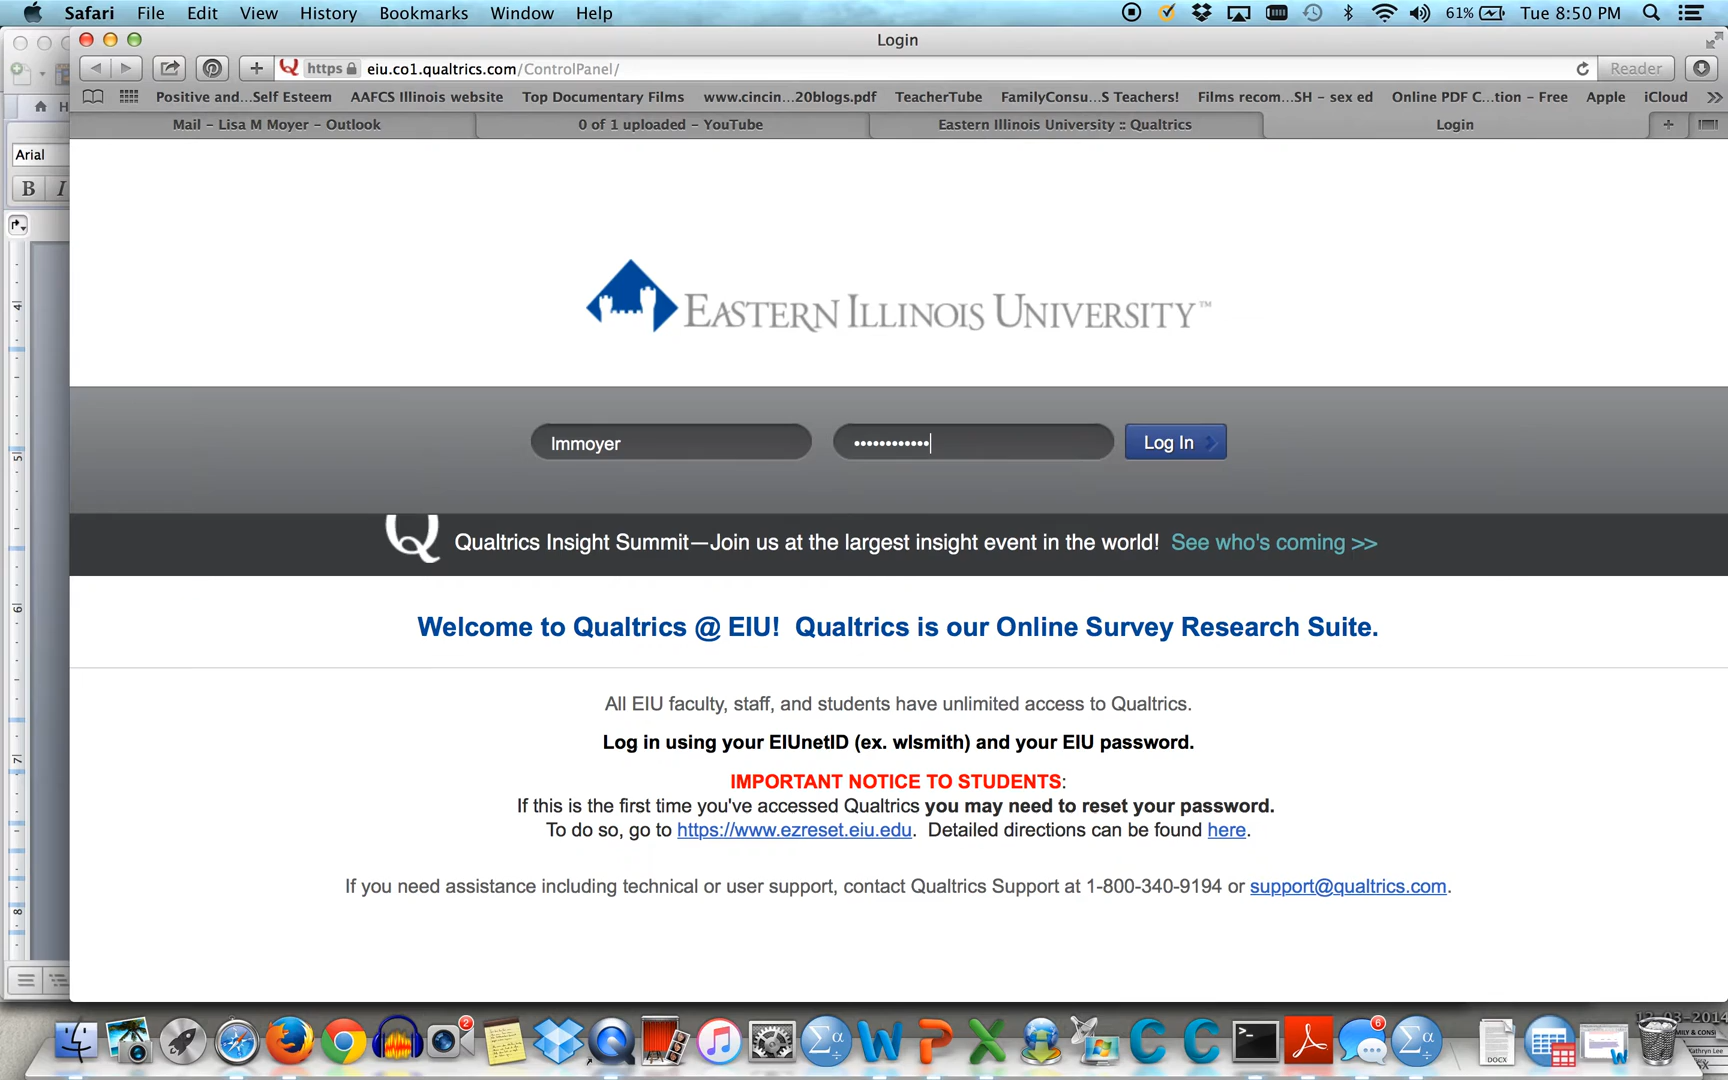 Safari File Edit View History Bookmarks Window Help 61% Tue 8:50 PM
Login
https eiu.co1.qualtrics.com/ControlPanel/ Reader
Positive and...Self Esteem AAFCS Illinois website Top Documentary Films www.cincin...20blogs.pdf TeacherTube FamilyConsu...S Teachers! Films recom...SH - sex ed Online PDF C...tion - Free Apple iCloud >>
Mail - Lisa M Moyer - Outlook 0 of 1 uploaded - YouTube Eastern Illinois University :: Qualtrics Login
Arial
B I
EASTERN ILLINOIS UNIVERSITY™
lmmoyer •••••••••••• Log In
Q Qualtrics Insight Summit—Join us at the largest insight event in the world! See who's coming >>
Welcome to Qualtrics @ EIU! Qualtrics is our Online Survey Research Suite.
All EIU faculty, staff, and students have unlimited access to Qualtrics.
Log in using your EIUnetID (ex. wlsmith) and your EIU password.
IMPORTANT NOTICE TO STUDENTS:
If this is the first time you've accessed Qualtrics you may need to reset your password.
To do so, go to https://www.ezreset.eiu.edu. Detailed directions can be found here.
If you need assistance including technical or user support, contact Qualtrics Support at 1-800-340-9194 or support@qualtrics.com.
4
5
6
7
8
2
6
DOCX